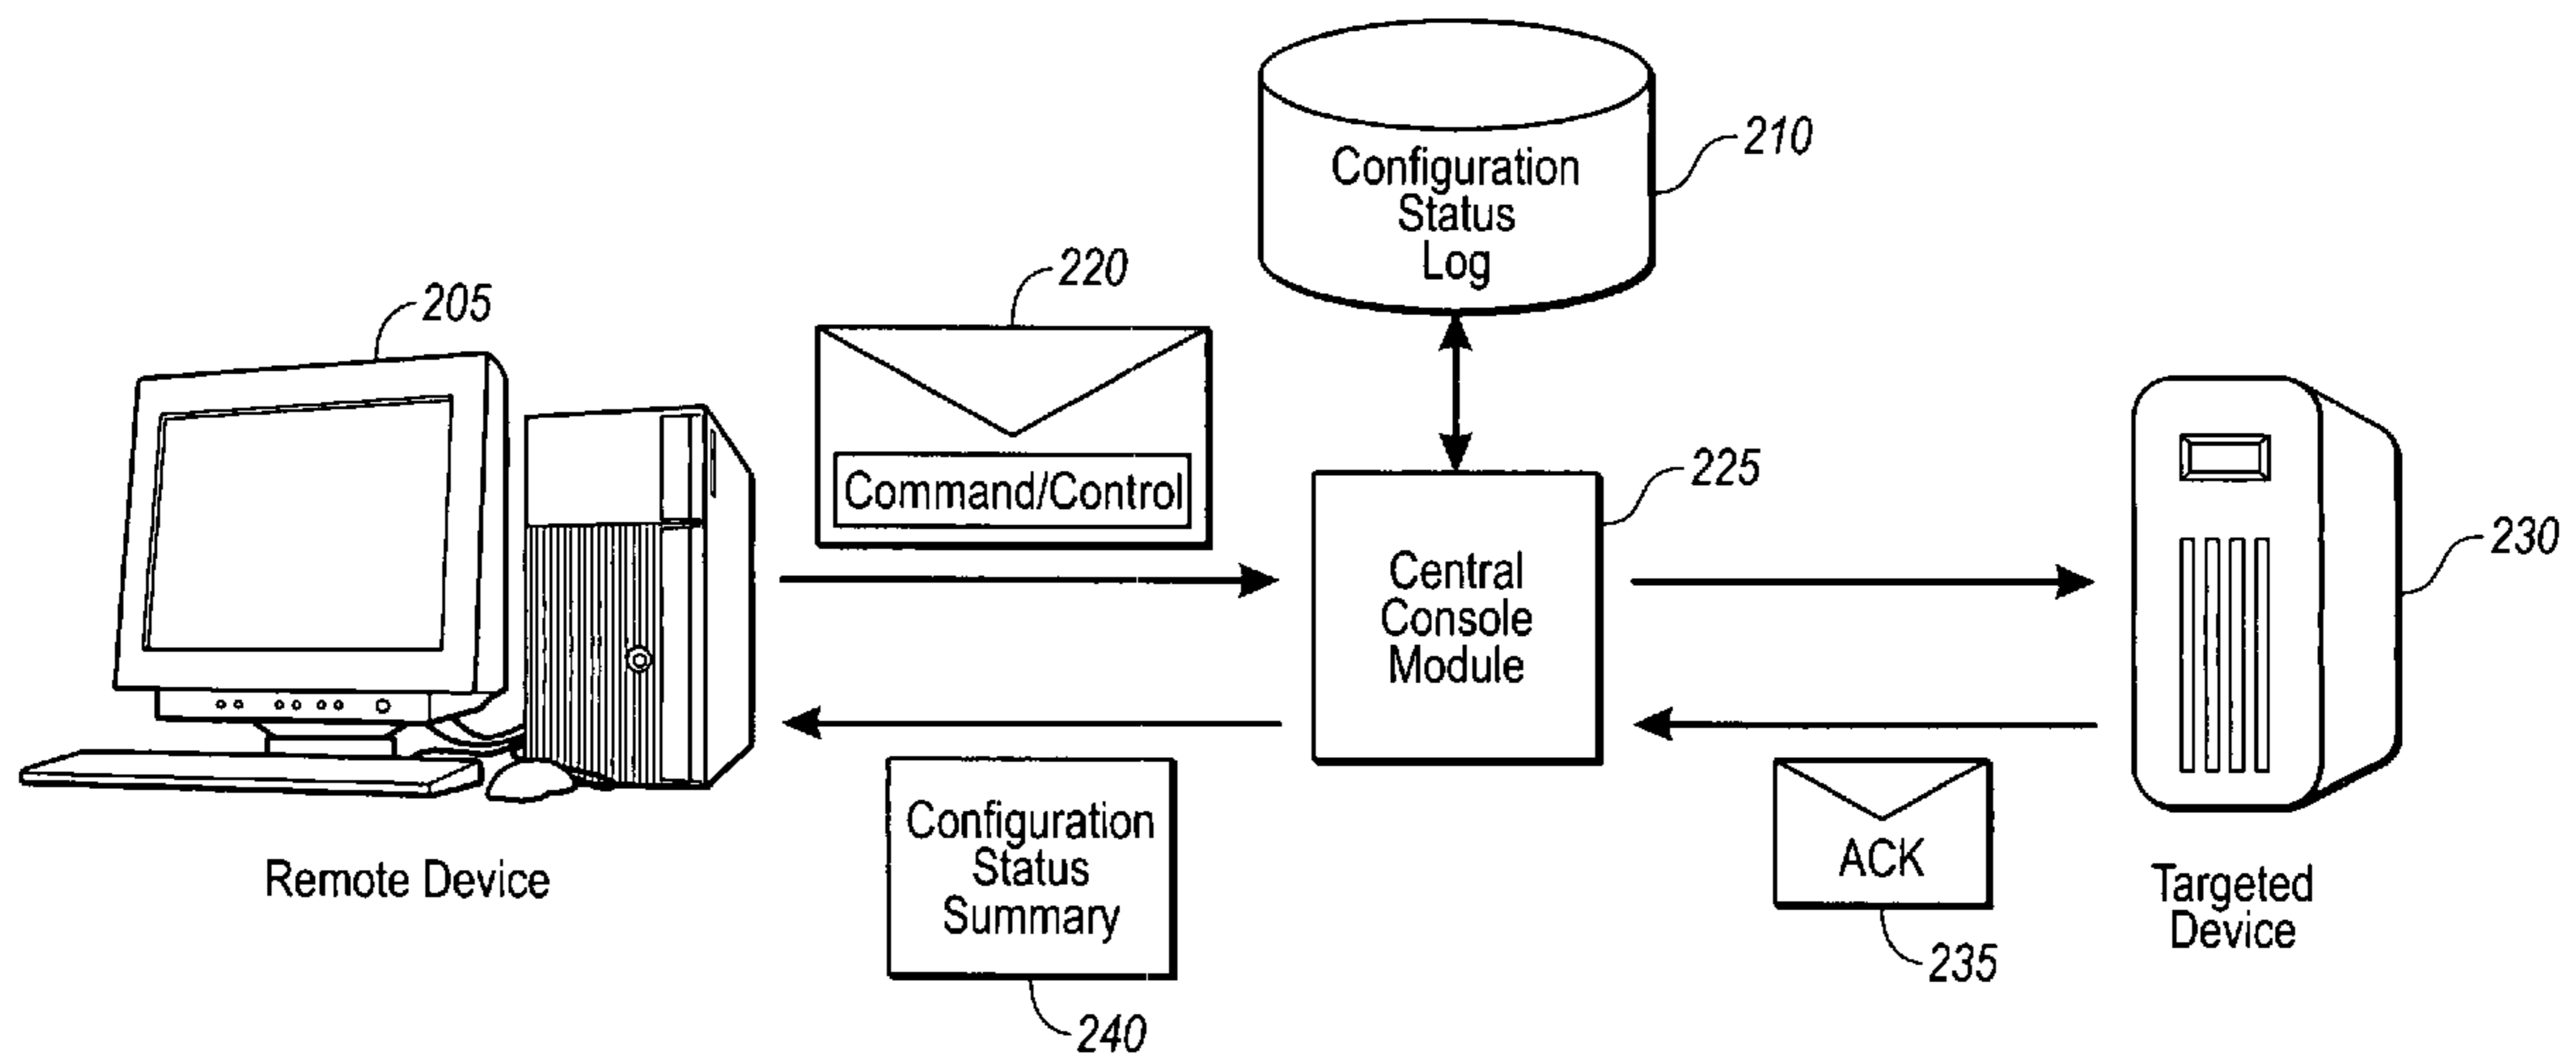 210
Configuration
Status
Log
220
205
Command/Control
225
Central
Console
Module
230
Configuration
Status
Summary
ACK
Remote Device
Targeted
Device
235
240